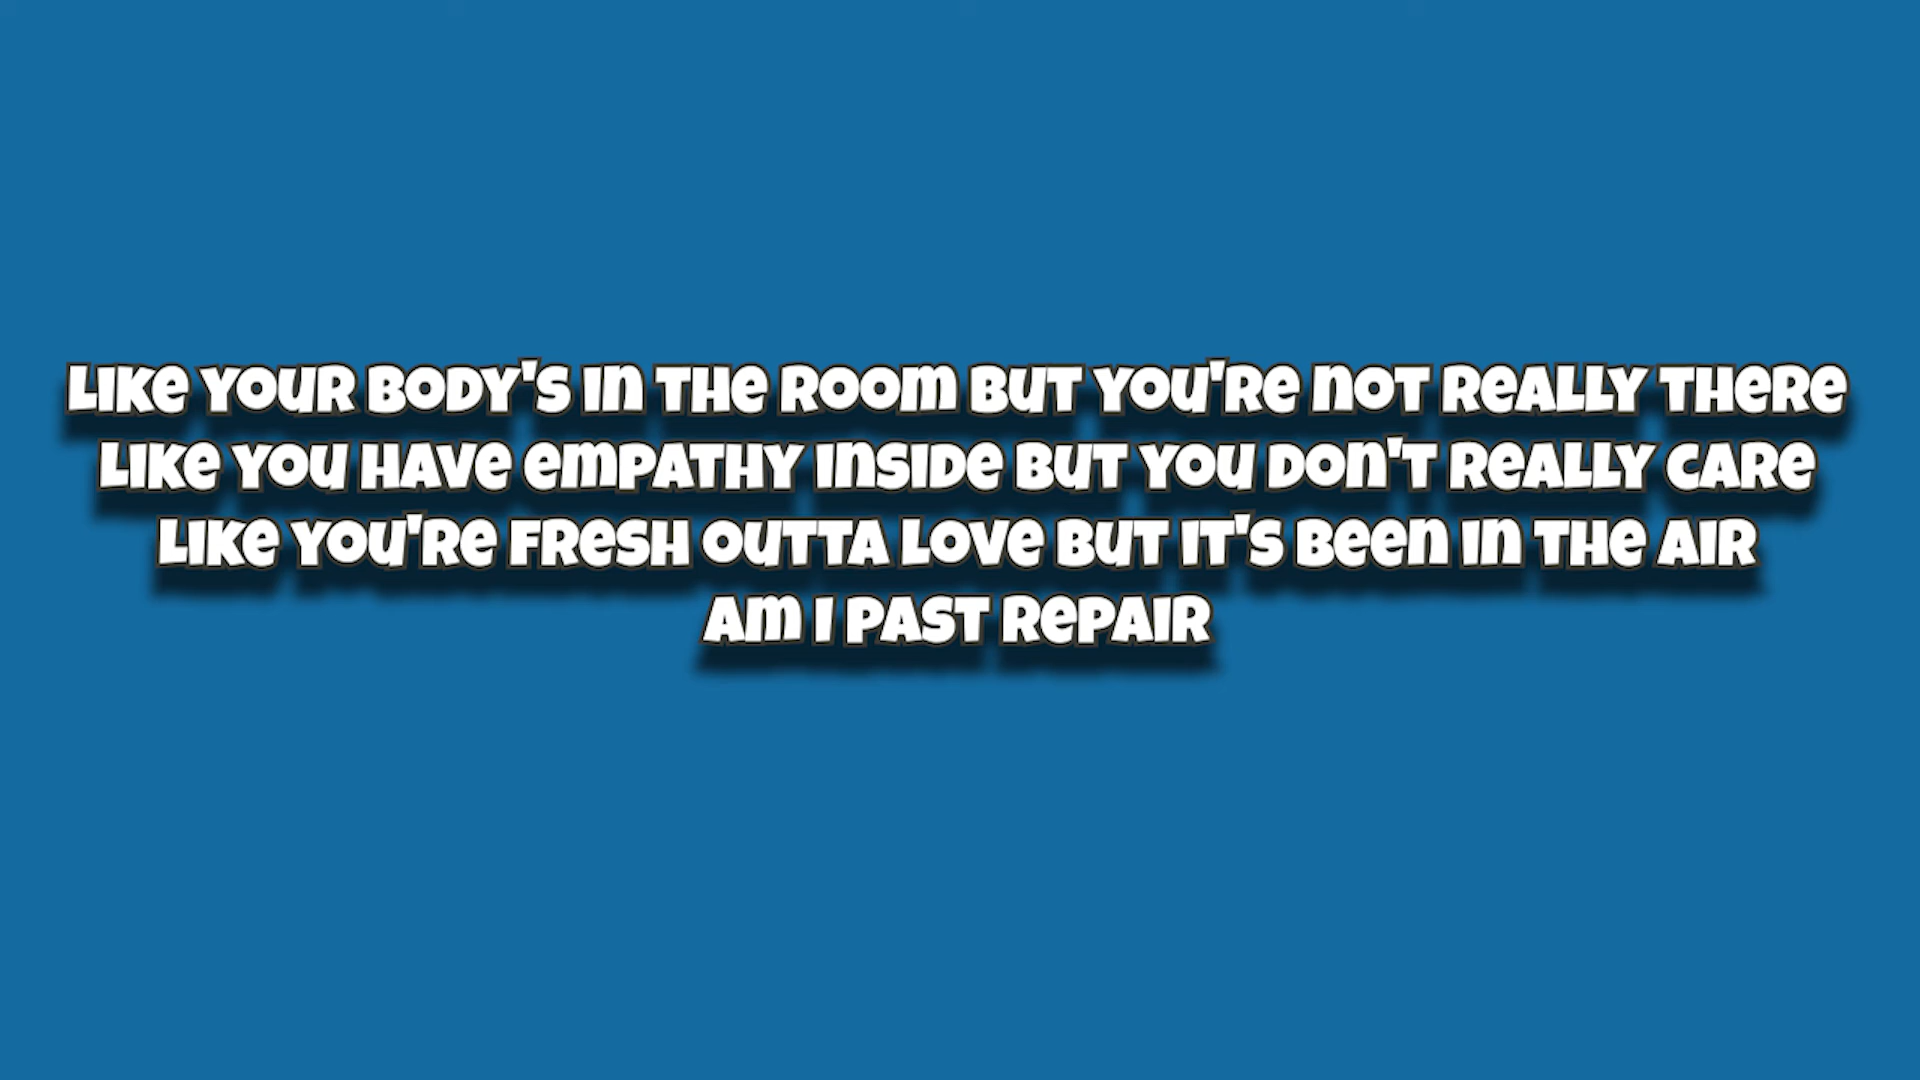 Like your body's in the room but you're not really there
Like you have empathy inside but you don't really care
Like you're fresh outta love but it's been in the air
Am I past repair